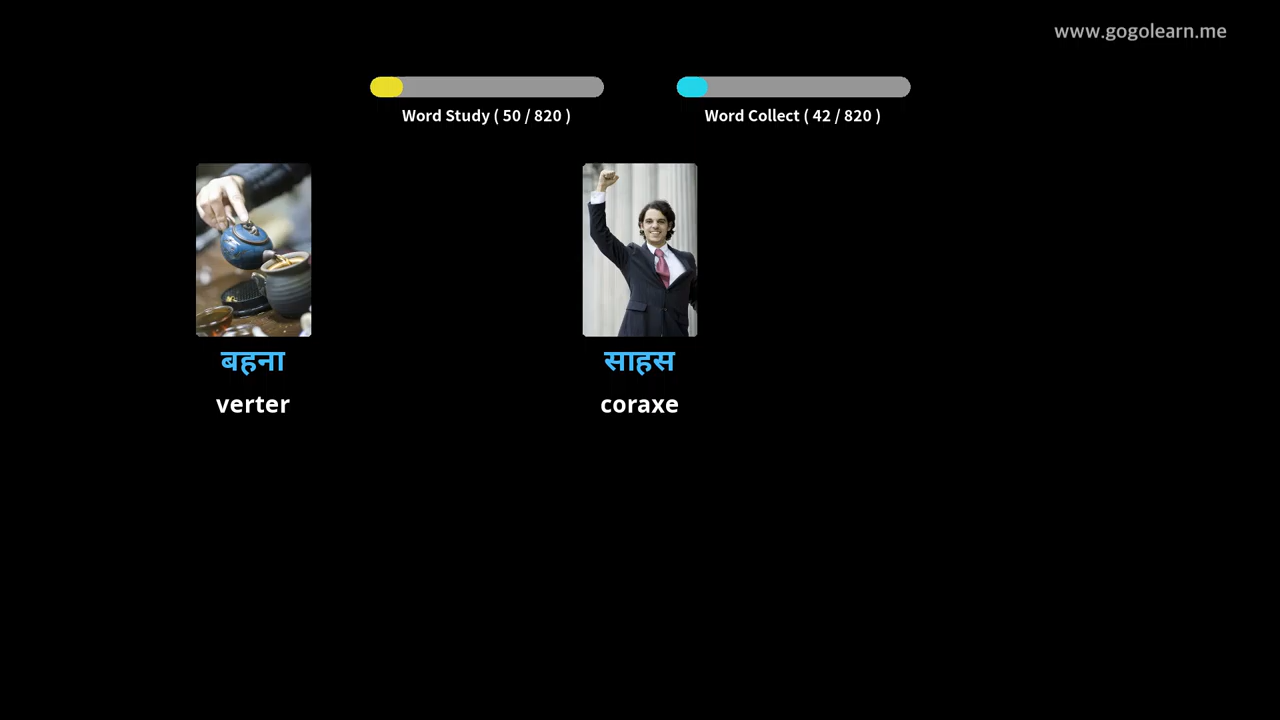 www.gogolearn.me
Word Study ( 50 / 820 )
Word Collect ( 42 / 820 )
बहना
साहस
verter
coraxe